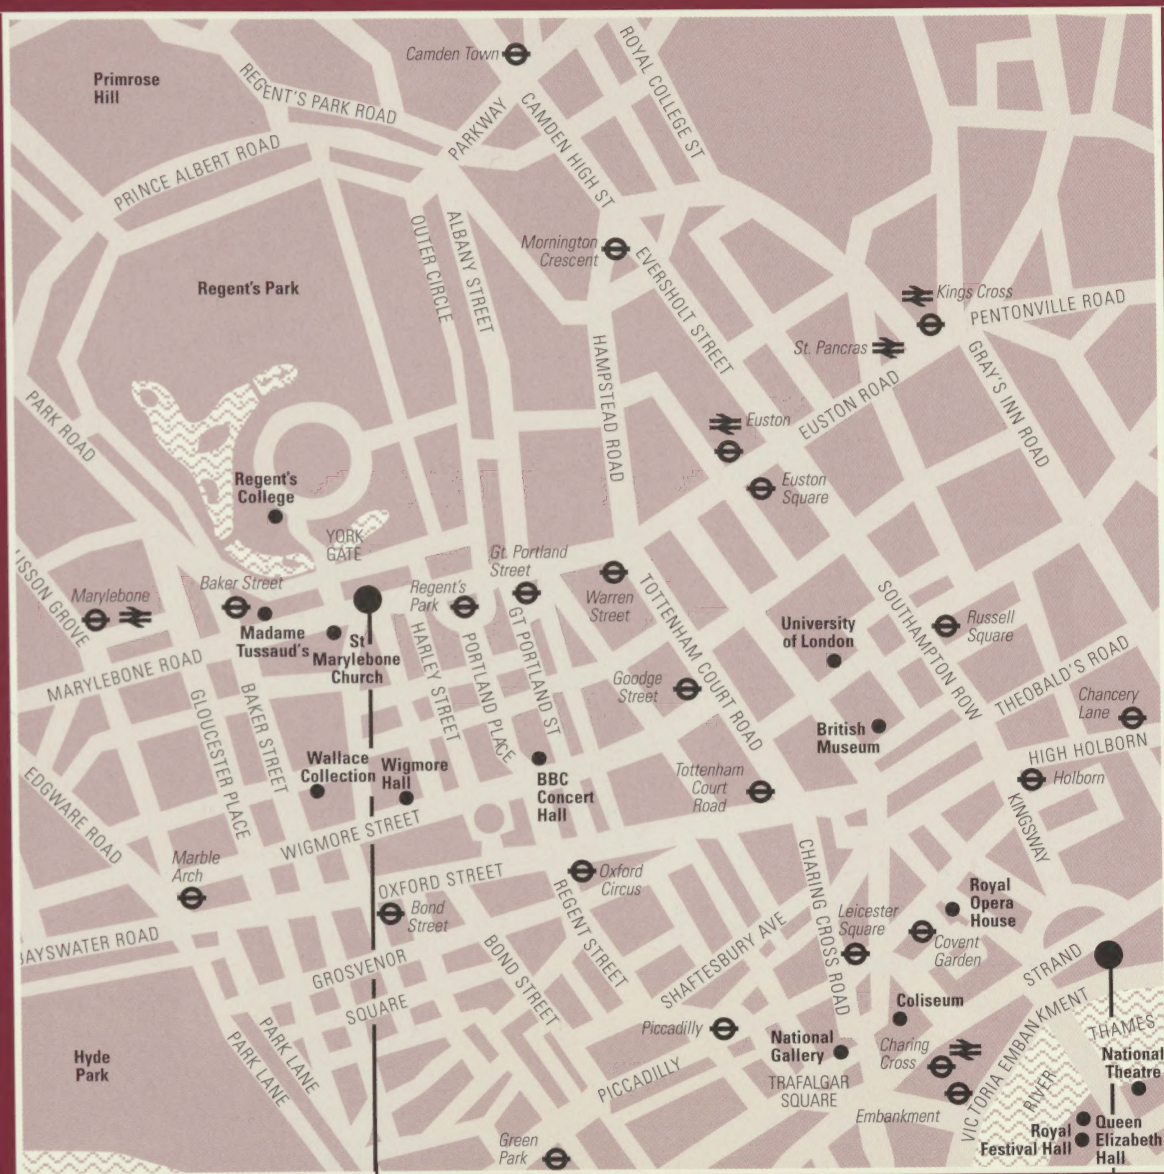 Camden Town
ROYAL COLLEGE ST
Primrose
Hill
REGENT'S PARK ROAD
PARKWAY
CAMDEN HIGH ST
PRINCE ALBERT ROAD
OUTER CIRCLE
ALBANY STREET
Mornington
Crescent
EVERSHOLT STREET
Regent's Park
Kings Cross
PENTONVILLE ROAD
St. Pancras
HAMPSTEAD ROAD
GRAY'S INN ROAD
EUSTON ROAD
PARK ROAD
Euston
Euston
Square
Regent's
College
YORK
GATE
Gt. Portland
Street
LISSON GROVE
Marylebone
Baker Street
Regent's
Park
Warren
Street
TOTTENHAM COURT ROAD
SOUTHAMPTON ROW
Russell
Square
Madame
Tussaud's
St
Marylebone
Church
HARLEY STREET
PORTLAND PLACE
GT PORTLAND ST
University
of London
MARYLEBONE ROAD
THEOBALD'S ROAD
Goodge
Street
Chancery
Lane
GLOUCESTER PLACE
BAKER STREET
British
Museum
HIGH HOLBORN
Wallace
Collection
Wigmore
Hall
BBC
Concert
Hall
Tottenham
Court
Road
Holborn
EDGWARE ROAD
KINGSWAY
WIGMORE STREET
Marble
Arch
OXFORD STREET
Oxford
Circus
CHARING CROSS ROAD
Royal
Opera
House
Bond
Street
REGENT STREET
Leicester
Square
Covent
Garden
BAYSWATER ROAD
GROSVENOR
SQUARE
BOND STREET
SHAFTESBURY AVE
STRAND
Coliseum
PARK LANE
PARK LANE
Piccadilly
National
Gallery
Charing
Cross
VICTORIA EMBANKMENT
THAMES
RIVER
National
Theatre
Hyde
Park
PICCADILLY
TRAFALGAR
SQUARE
Embankment
Royal
Festival Hall
Queen
Elizabeth
Hall
Green
Park